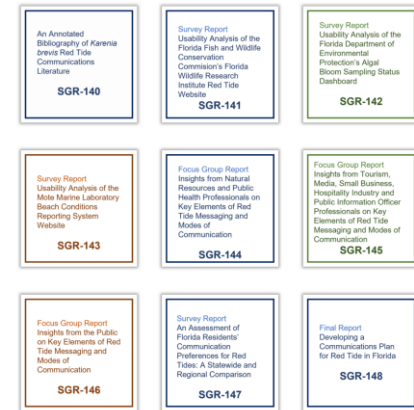 An Annotated
Bibliography of Karenia
brevis Red Tide
Communications
Literature
SGR-140
Survey Report
Usability Analysis of the
Florida Fish and Wildlife
Conservation
Commision's Florida
Wildlife Research
Institute Red Tide
Website
SGR-141
Survey Report
Usability Analysis of the
Florida Department of
Environmental
Protection's Algal
Bloom Sampling Status
Dashboard
SGR-142
Survey Report
Usability Analysis of the
Mote Marine Laboratory
Beach Conditions
Reporting System
Website
SGR-143
Focus Group Report
Insights from Natural
Resources and Public
Health Professionals on
Key Elements of Red
Tide Messaging and
Modes of
Communication
SGR-144
Focus Group Report
Insights from Tourism,
Media, Small Business,
Hospitality Industry and
Public Information Officer
Professionals on Key
Elements of Red Tide
Messaging and Modes of
Communication
SGR-145
Focus Group Report
Insights from the Public
on Key Elements of Red
Tide Messaging and
Modes of
Communication
SGR-146
Survey Report
An Assessment of
Florida Residents'
Communication
Preferences for Red
Tides: A Statewide and
Regional Comparison
SGR-147
Final Report
Developing a
Communications Plan
for Red Tide in Florida
SGR-148